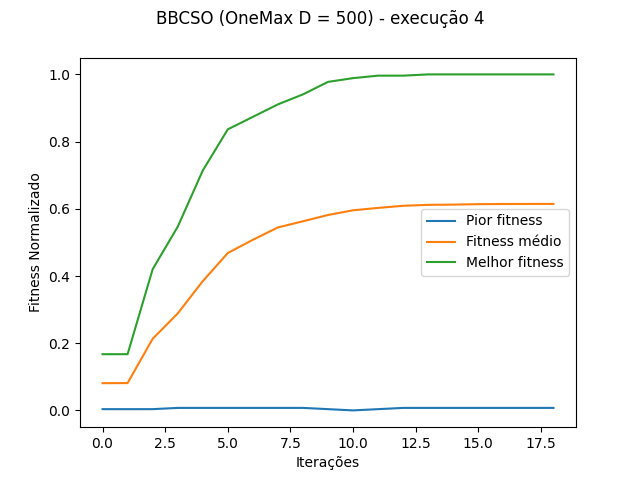 BBCSO (OneMax D = 500) - execução 4
1.0
0.8
0.6
0.4
0.2
0.0
Fitness Normalizado
Pior fitness
Fitness médio
Melhor fitness
0.0 2.5 5.0 7.5 10.0 12.5 15.0 17.5
Iterações